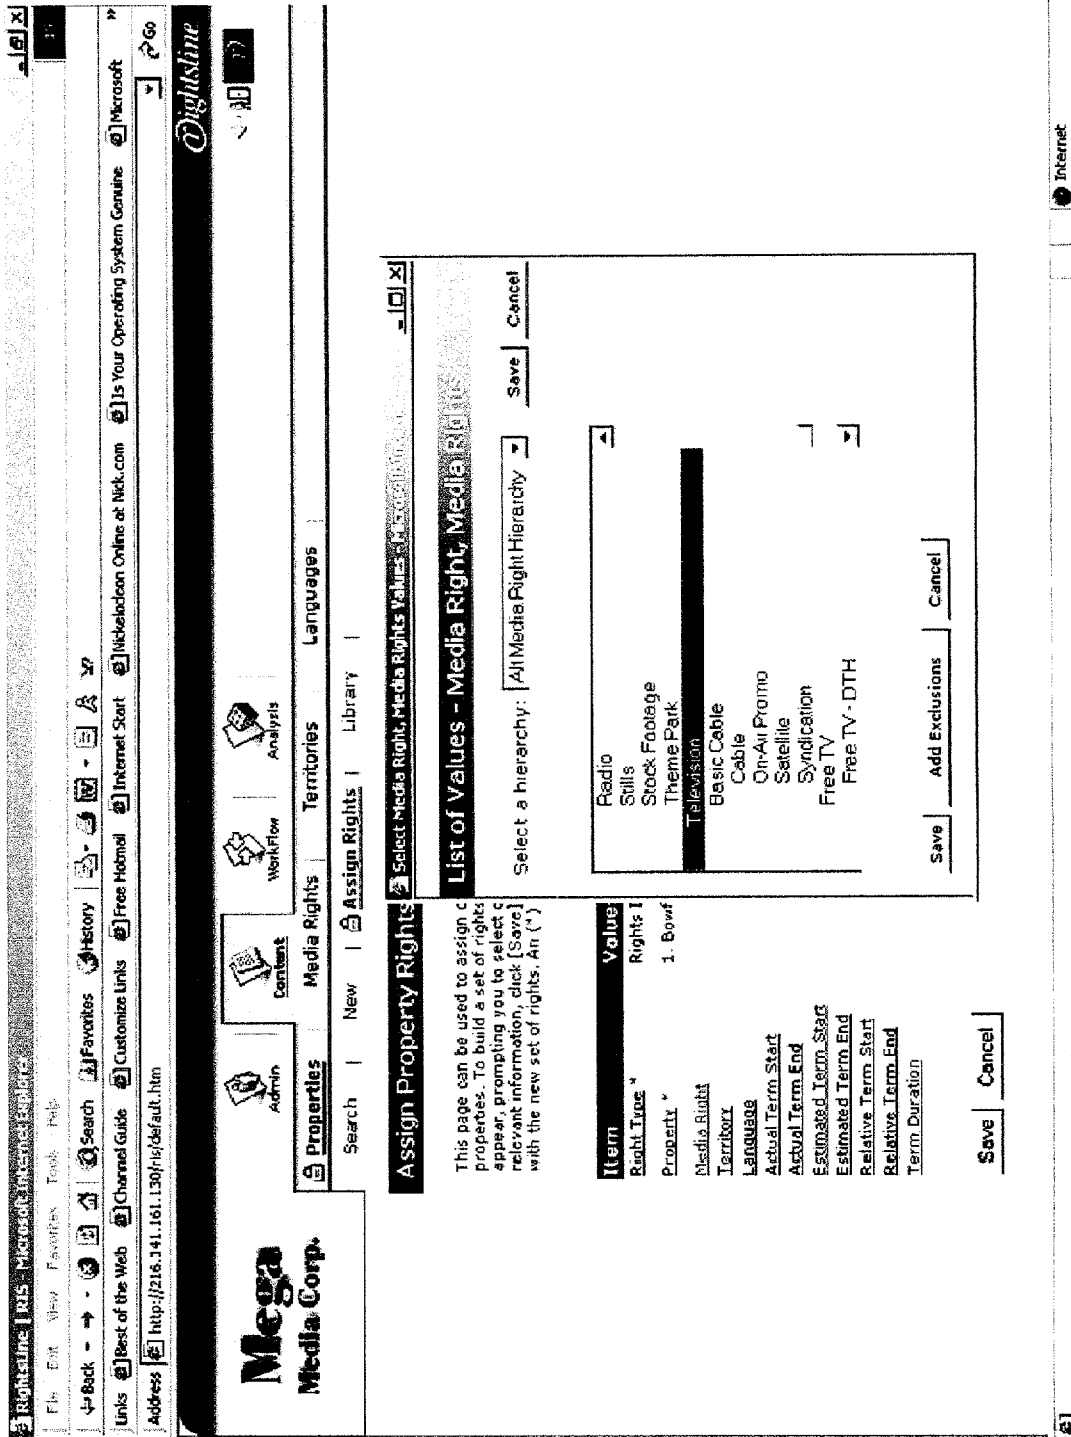 RightsLine | RIS - Microsoft Internet Explorer
File Edit View Favorites Tools Help
Back Search Favorites History
Links Best of the Web Channel Guide Customize Links Free Hotmail Internet Start Nickelodeon Online at Nick.com Is Your Operating System Genuine Microsoft »
Address http://216.141.161.130/ris/default.htm Go
Rightsline
Mega
Media Corp.
Admin Content WorkFlow Analysis
Properties Media Rights Territories Languages
Search | New | Assign Rights | Library |
Assign Property Rights
This page can be used to assign c
properties. To build a set of rights
appear, prompting you to select c
relevant information, click [Save]
with the new set of rights. An (*)
Item Value
Right Type * Rights I
Property * 1. Bowf
Media Right
Territory
Language
Actual Term Start
Actual Term End
Estimated Term Start
Estimated Term End
Relative Term Start
Relative Term End
Term Duration
Save Cancel
Select Media Right, Media Rights Values - Microsoft
List of Values - Media Right, Media Rights
Select a hierarchy: Alt Media Right Hierarchy Save Cancel
Radio
Stills
Stock Footage
Theme Park
Television
Basic Cable
Cable
On-Air Promo
Satellite
Syndication
Free TV
Free TV - DTH
Save Add Exclusions Cancel
Internet